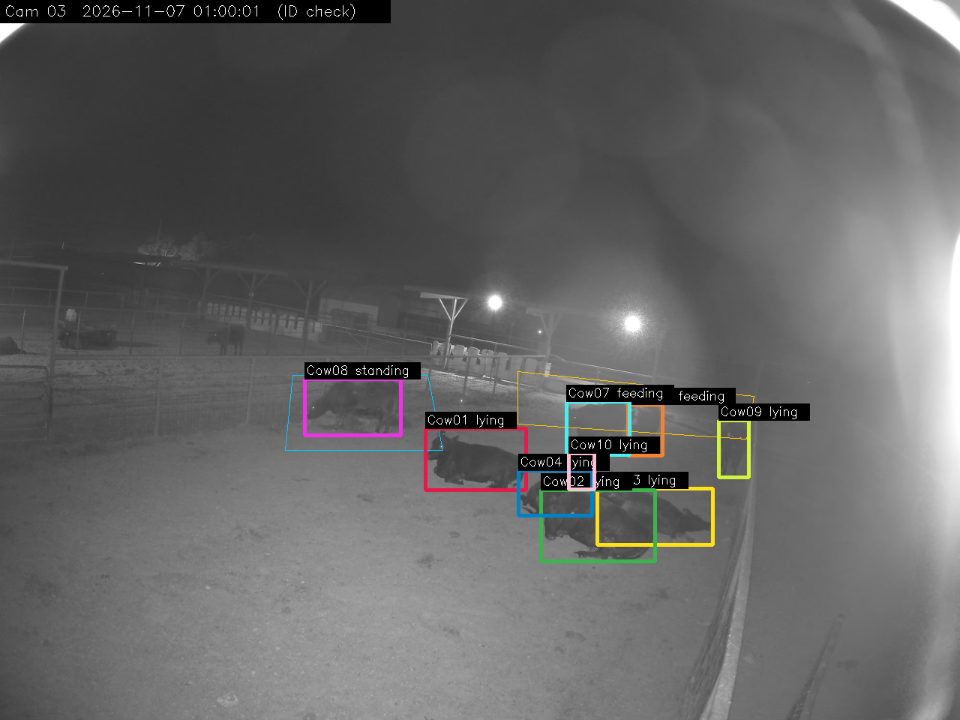 Cam 03 2026-11-07 01:00:01 (ID check)
Cow08 standing
Cow07 feeding
feeding
Cow09 lying
Cow01 lying
Cow10 lying
Cow04 lying
Cow02 lying
3 lying